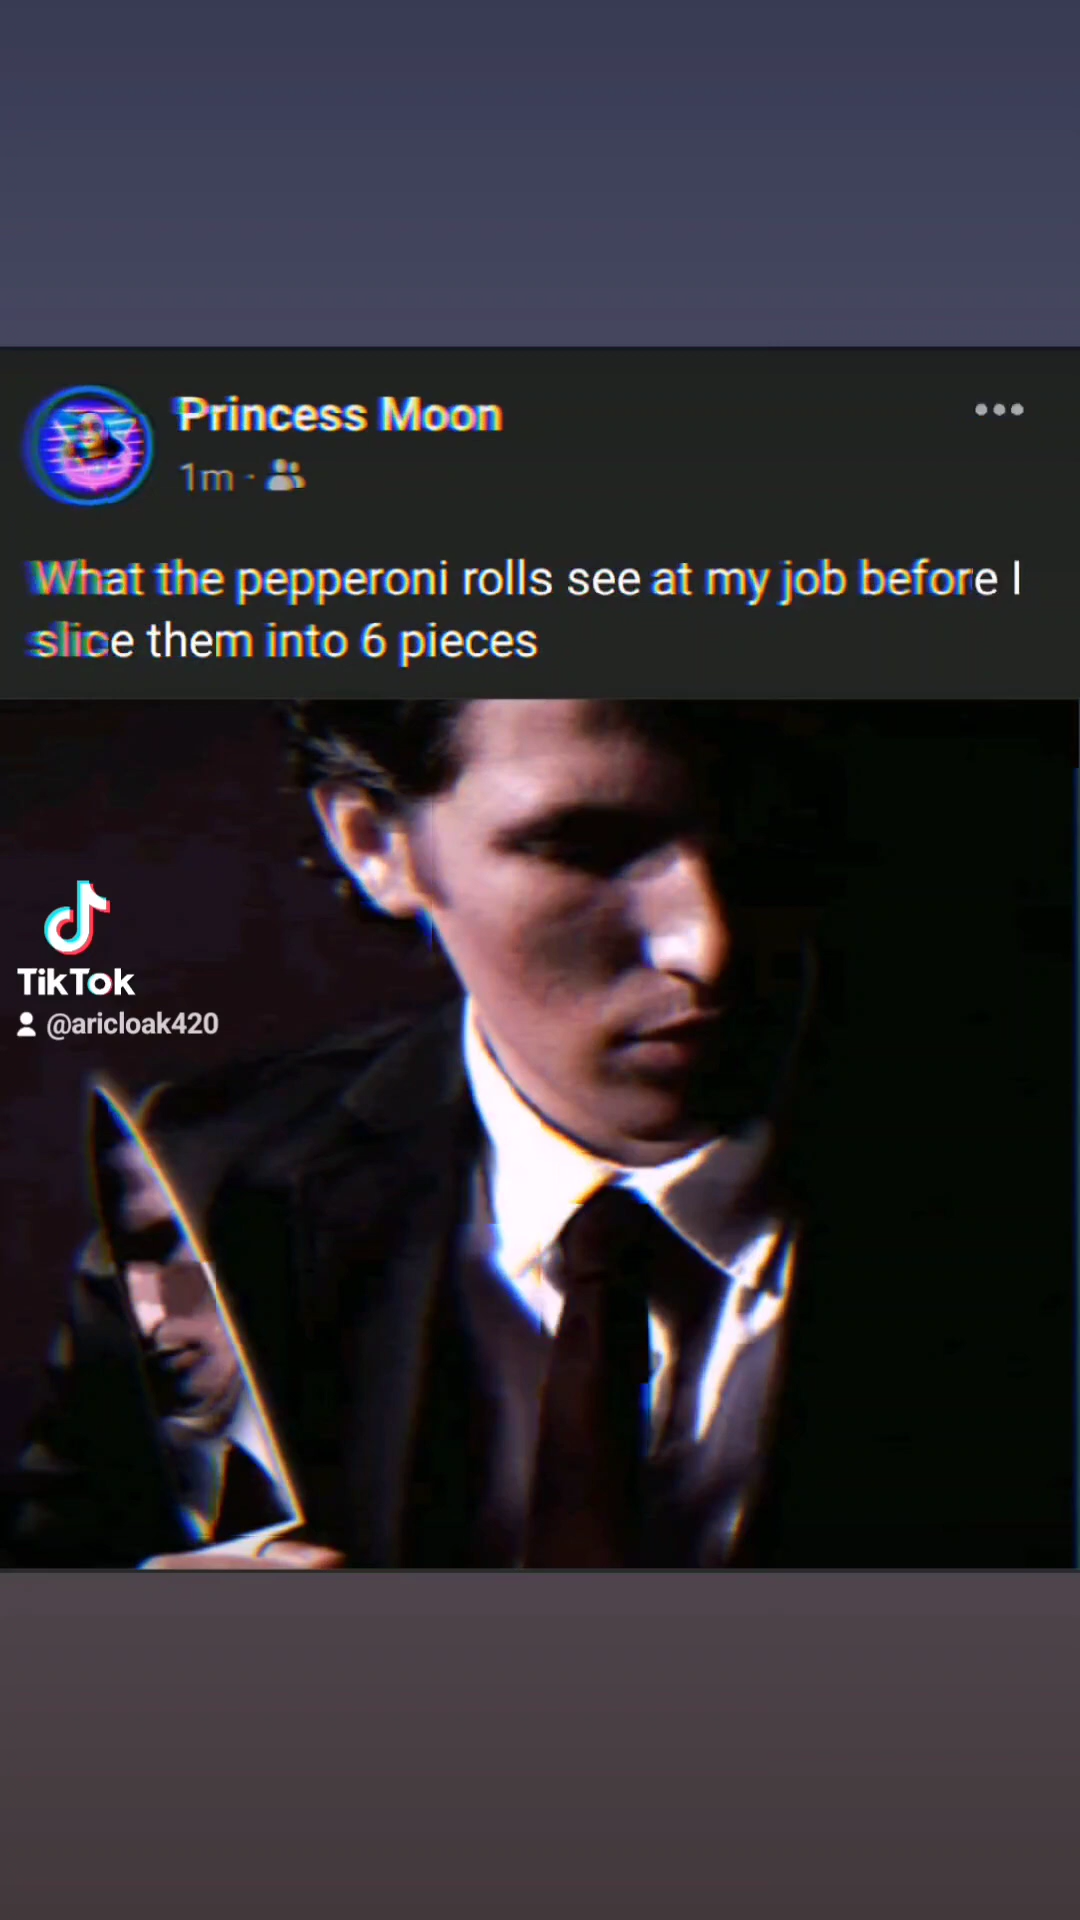 Princess Moon
1m ·
What the pepperoni rolls see at my job before I
slice them into 6 pieces
TikTok
@aricloak420